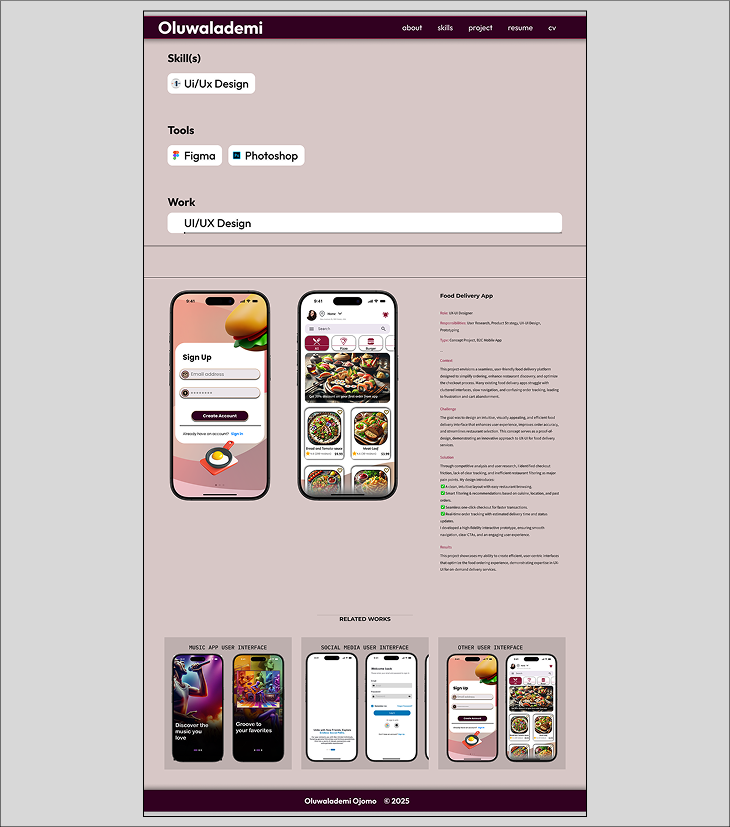 Oluwalademi
about skills project resume cv
Skill(s)
Ui/Ux Design
Tools
Figma Photoshop
Work
UI/UX Design
9:41
Sign Up
Email address
Create Account
Already have an account? Sign In
9:41
Home
Search
All Pizza Burger
Get 20% discount on your first order from app
Bread and tomato sauce
$4.99
Meat Loaf
$3.99
Food Delivery App
Role: UX UI Designer
Responsibilities: User Research, Product Strategy, UX UI Design,
Prototyping
Type: Concept Project, B2C Mobile App
Context
This project envisions a seamless, user-friendly food delivery platform
designed to simplify ordering, enhance restaurant discovery, and optimize
the checkout process. Many existing food delivery apps struggle with
cluttered interfaces, slow navigation, and confusing order tracking, leading
to frustration and cart abandonment.
Challenge
The goal was to design an intuitive, visually appealing, and efficient food
delivery interface that enhances user experience, improves order accuracy,
and streamlines restaurant selection. This concept serves as a proof-of-
design, demonstrating an innovative approach to UX-UI for food delivery
services.
Solution
Through competitive analysis and user research, I identified checkout
friction, lack of clear tracking, and inefficient restaurant filtering as major
pain points. My design introduces:
✅A clean, intuitive layout with easy restaurant browsing.
✅ Smart filtering & recommendations based on cuisine, location, and past
orders.
✅ Seamless one-click checkout for faster transactions.
✅ Real-time order tracking with estimated delivery time and status
updates.
I developed a high-fidelity interactive prototype, ensuring smooth
navigation, clear CTAs, and an engaging user experience.
Results
This project showcases my ability to create efficient, user-centric interfaces
that optimize the food ordering experience, demonstrating expertise in UX-
UI for on-demand delivery services.
RELATED WORKS
MUSIC APP USER INTERFACE
Discover the
music you
love
Groove to
your favorites
SOCIAL MEDIA USER INTERFACE
Welcome back
OTHER USER INTERFACE
Sign Up
Oluwalademi Ojomo © 2025